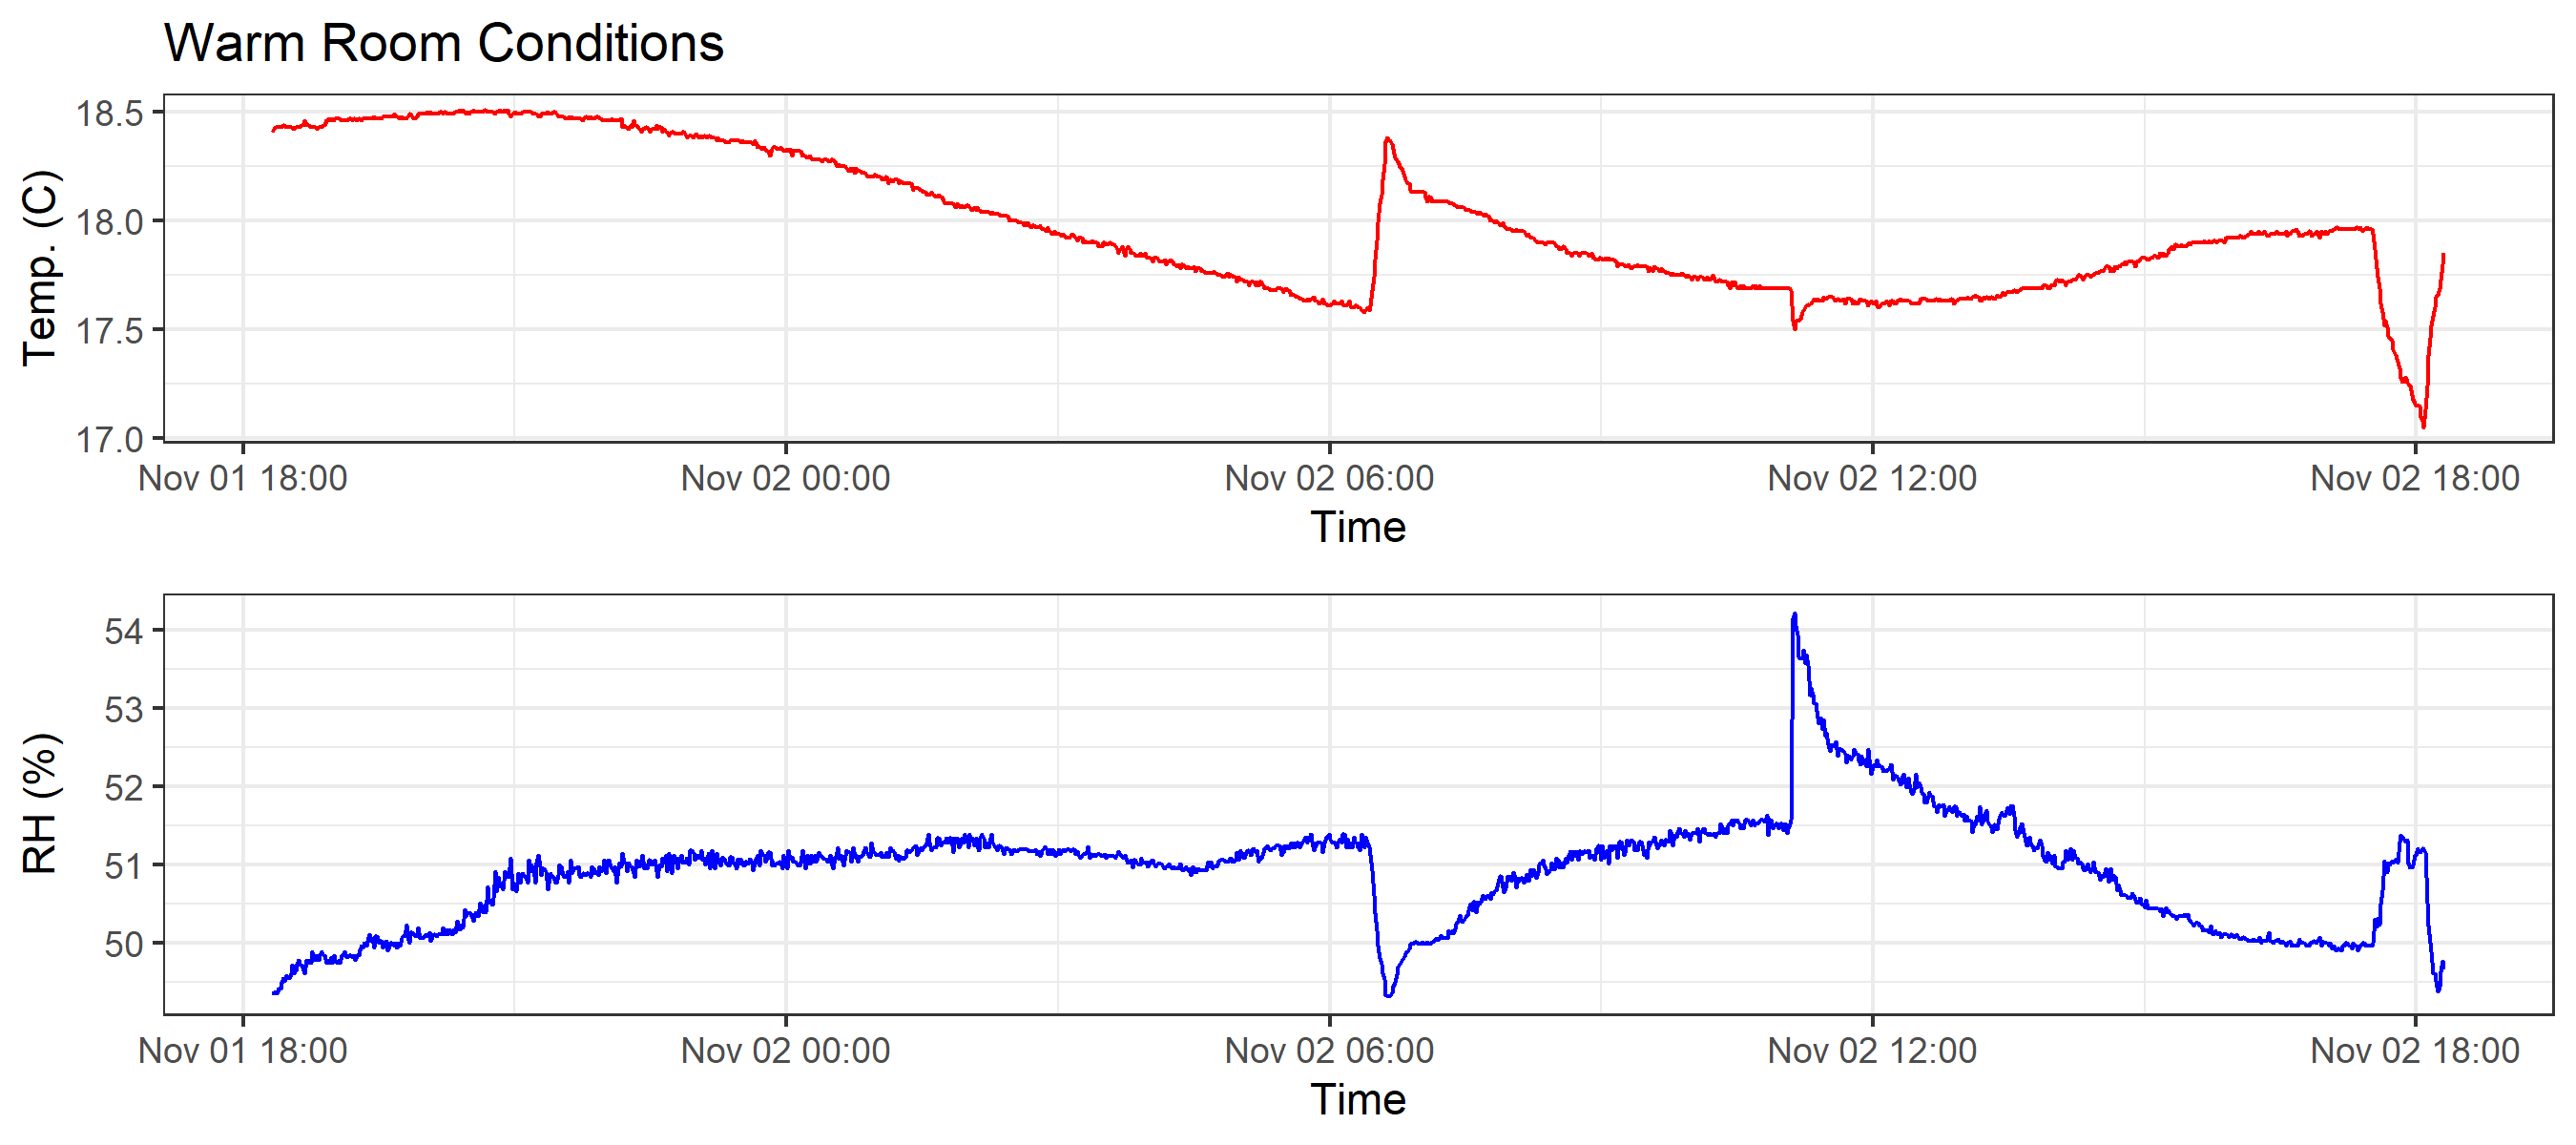 Warm Room Conditions
Temp. (C)
18.5
18.0
17.5
17.0
Nov 01 18:00 Nov 02 00:00 Nov 02 06:00 Nov 02 12:00 Nov 02 18:00
Time
RH (%)
54
53
52
51
50
Nov 01 18:00 Nov 02 00:00 Nov 02 06:00 Nov 02 12:00 Nov 02 18:00
Time